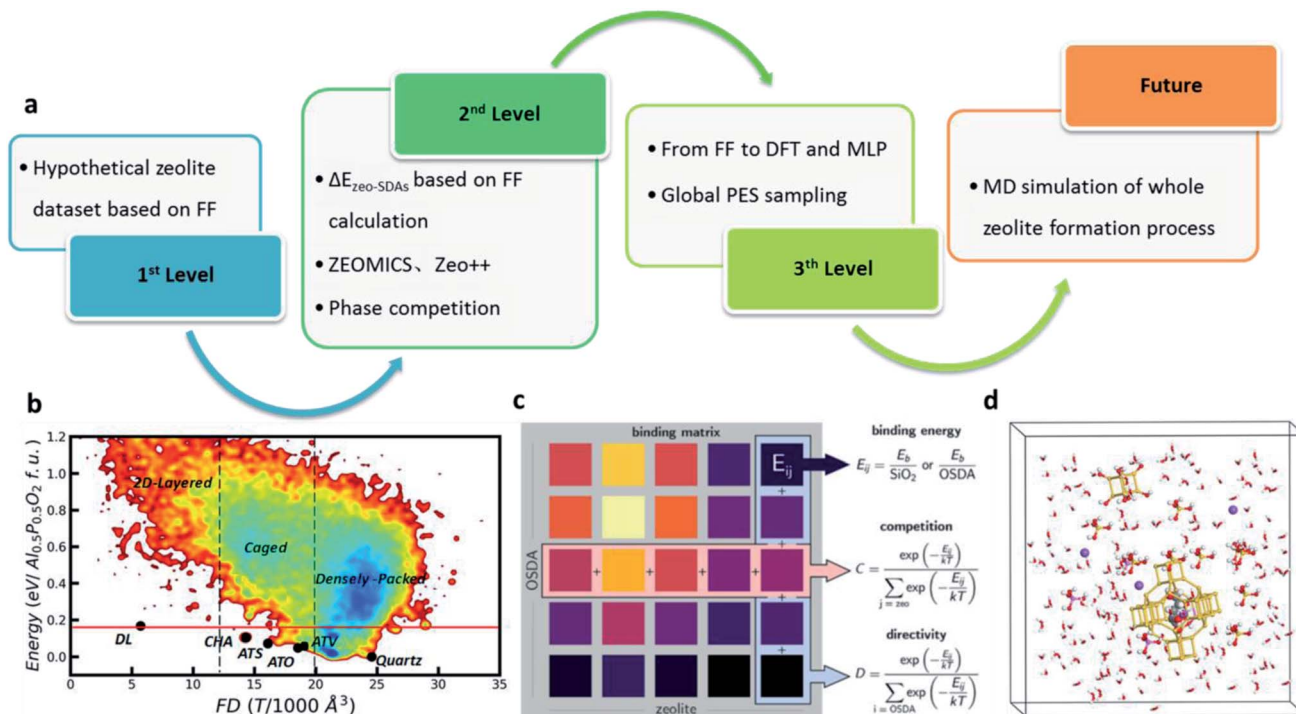 a
• Hypothetical zeolite
dataset based on FF
1st Level
2nd Level
• ΔEzeo-SDAs based on FF
calculation
• ZEOMICS、Zeo++
• Phase competition
• From FF to DFT and MLP
• Global PES sampling
3th Level
Future
• MD simulation of whole
zeolite formation process
b
Energy (eV/ Al0.5P0.5O2 f. u.)
1.2
1.0
0.8
0.6
0.4
0.2
0.0
2D-Layered
Caged
Densely-Packed
DL
CHA
ATS
ATO
ATV
Quartz
0 5 10 15 20 25 30 35
FD (T/1000 Å3)
c
binding matrix
OSDA
zeolite
Eij
+
+
+ + + +
+
+
binding energy
Eij = Eb/SiO2 or Eb/OSDA
competition
C = exp(-Eij/kT) / ∑j = zeo exp(-Eij/kT)
directivity
D = exp(-Eij/kT) / ∑i = OSDA exp(-Eij/kT)
d